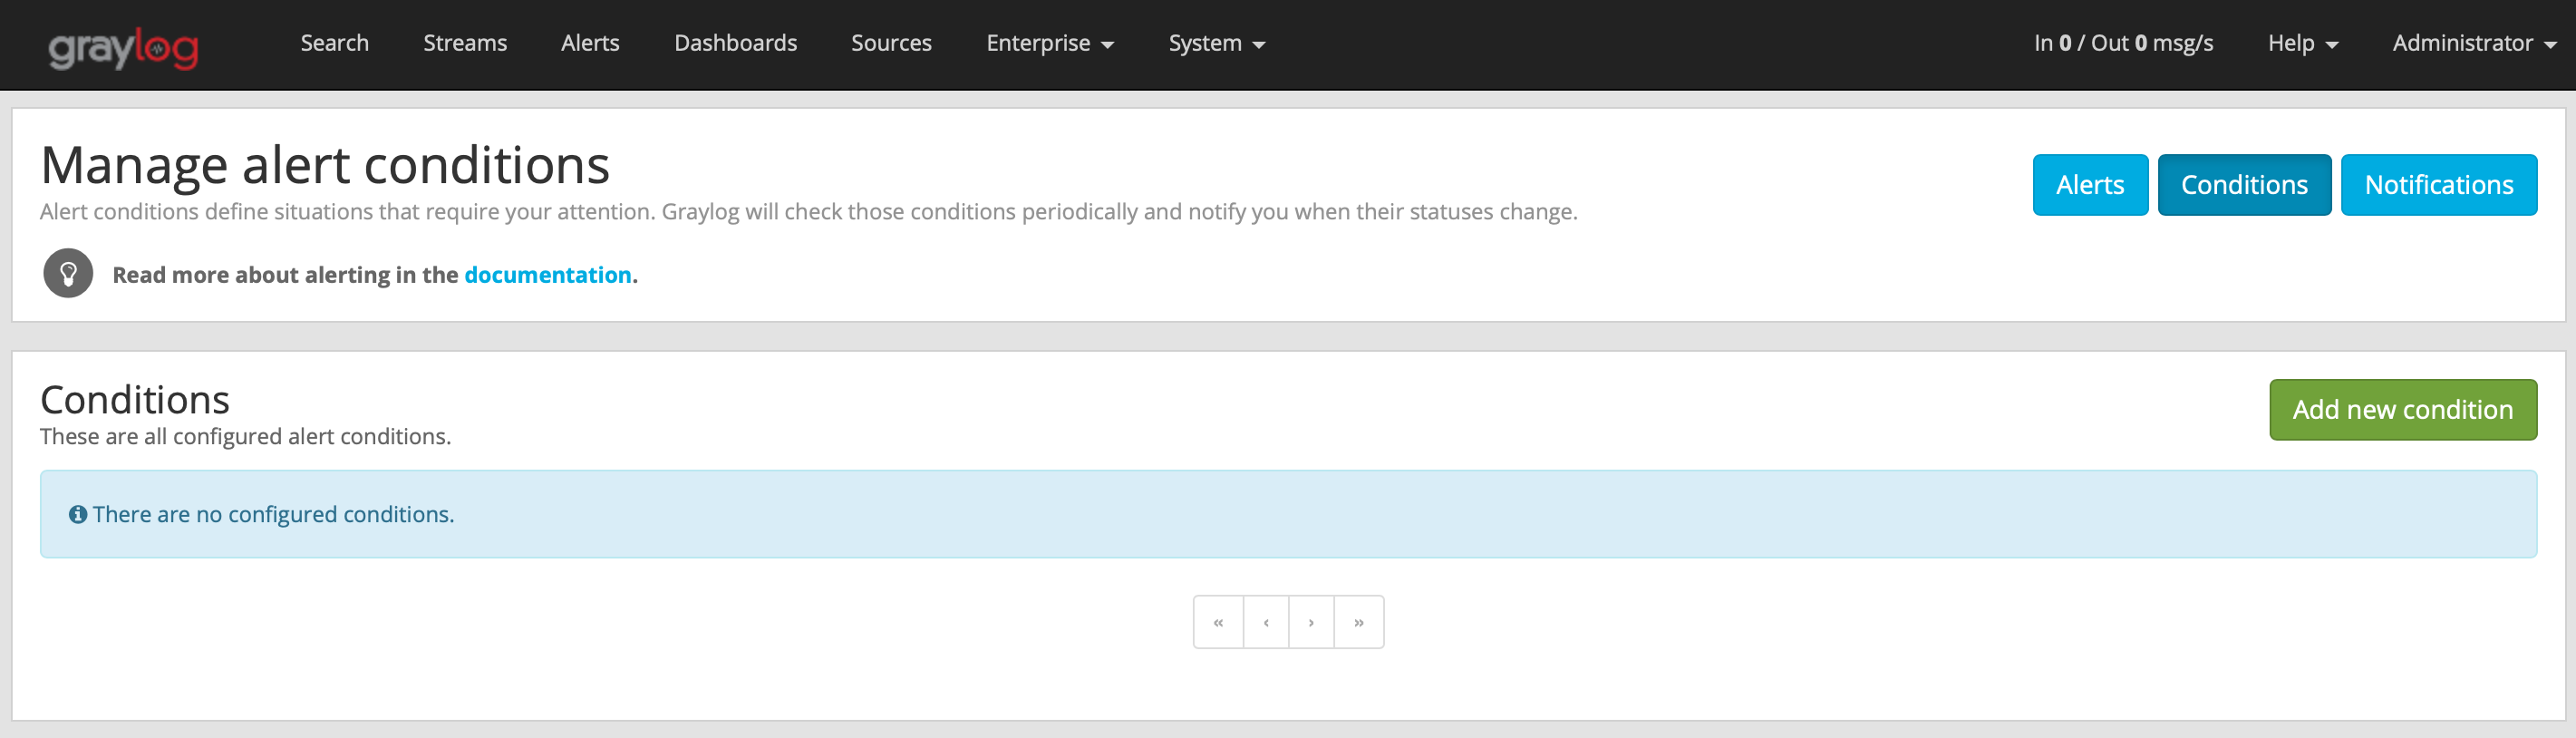 graylog Search Streams Alerts Dashboards Sources Enterprise System In 0 / Out 0 msg/s Help Administrator
Manage alert conditions
Alerts Conditions Notifications
Alert conditions define situations that require your attention. Graylog will check those conditions periodically and notify you when their statuses change.
Read more about alerting in the documentation.
Conditions
Add new condition
These are all configured alert conditions.
There are no configured conditions.
« ‹ › »